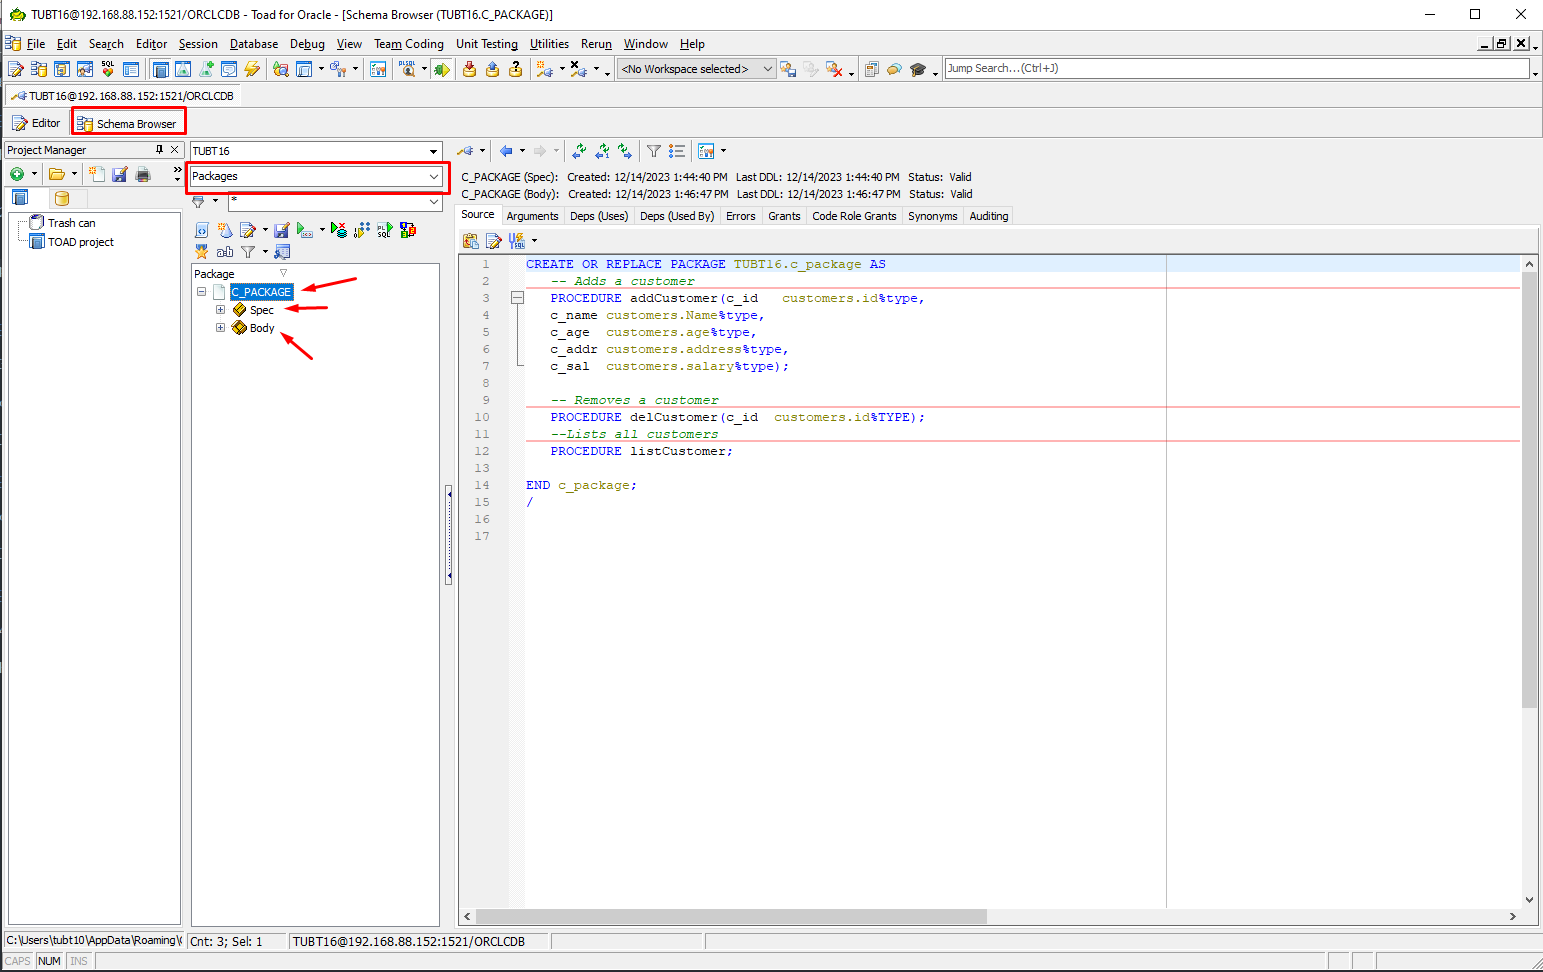 TUBT16@192.168.88.152:1521/ORCLCDB - Toad for Oracle - [Schema Browser (TUBT16.C_PACKAGE)]
File Edit Search Editor Session Database Debug View Team Coding Unit Testing Utilities Rerun Window Help
SQL
PL/SQL
<No Workspace selected>
Jump Search...(Ctrl+J)
TUBT16@192.168.88.152:1521/ORCLCDB
Editor
Schema Browser
Project Manager
Trash can
TOAD project
TUBT16
Packages
*
Package
C_PACKAGE
Spec
Body
C_PACKAGE (Spec): Created: 12/14/2023 1:44:40 PM Last DDL: 12/14/2023 1:44:40 PM Status: Valid
C_PACKAGE (Body): Created: 12/14/2023 1:46:47 PM Last DDL: 12/14/2023 1:46:47 PM Status: Valid
Source Arguments Deps (Uses) Deps (Used By) Errors Grants Code Role Grants Synonyms Auditing
1 CREATE OR REPLACE PACKAGE TUBT16.c_package AS
2 -- Adds a customer
3 PROCEDURE addCustomer(c_id customers.id%type,
4 c_name customers.Name%type,
5 c_age customers.age%type,
6 c_addr customers.address%type,
7 c_sal customers.salary%type);
8
9 -- Removes a customer
10 PROCEDURE delCustomer(c_id customers.id%TYPE);
11 --Lists all customers
12 PROCEDURE listCustomer;
13
14 END c_package;
15 /
16
17
C:\Users\tubt10\AppData\Roaming\
Cnt: 3; Sel: 1
TUBT16@192.168.88.152:1521/ORCLCDB
CAPS NUM INS